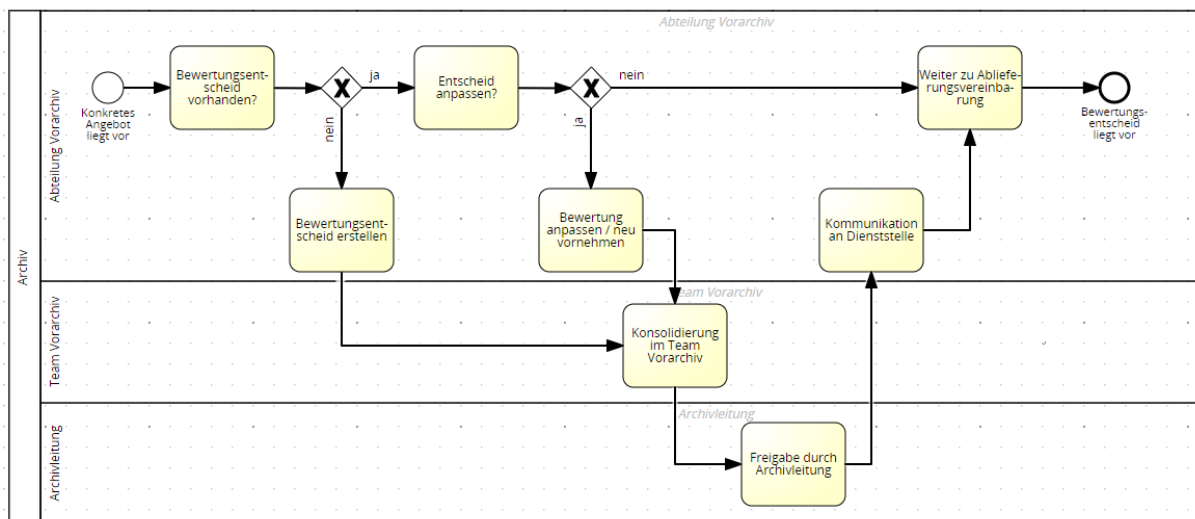 Archiv
Abteilung Vorarchiv
Abteilung Vorarchiv
Konkretes
Angebot
liegt vor
Bewertungsent-
scheid
vorhanden?
ja
nein
Entscheid
anpassen?
nein
ja
Weiter zu Abliefe-
rungsvereinba-
rung
Bewertungs-
entscheid
liegt vor
Bewertungsent-
scheid erstellen
Bewertung
anpassen / neu
vornehmen
Kommunikation
an Dienststelle
Team Vorarchiv
eam Vorarchiv
Konsolidierung
im Team
Vorarchiv
Archivleitung
Archivleitung
Freigabe durch
Archivleitung